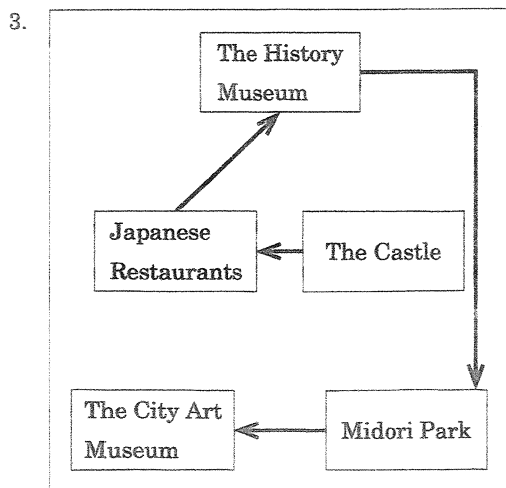 3.
The History
Museum
Japanese
Restaurants
The Castle
The City Art
Museum
Midori Park